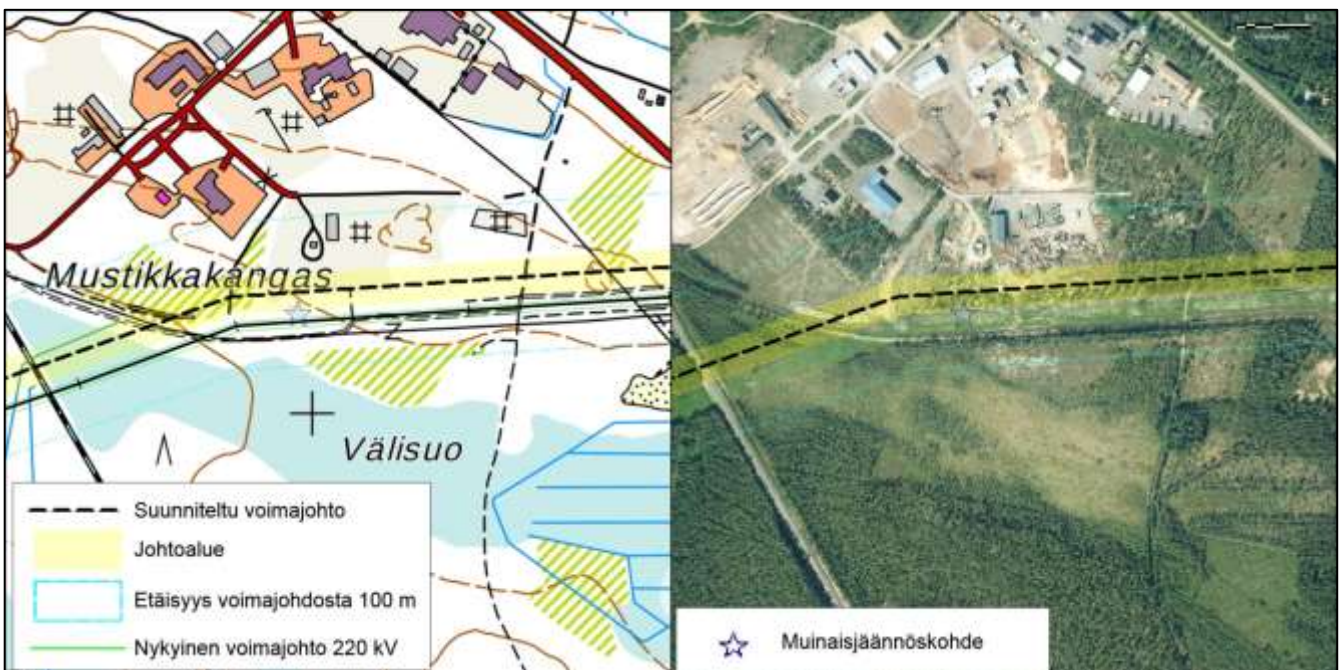 Mustikkakangas
Välisuo
Suunniteltu voimajohto
Johtoalue
Etäisyys voimajohdosta 100 m
Nykyinen voimajohto 220 kV
Muinaisjäännöskohde